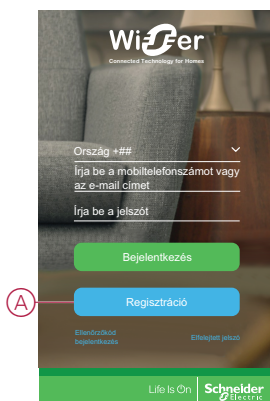 Wiser
Connected Technology for Homes
Ország +##
Írja be a mobiltelefonszámot vagy
az e-mail címet
Írja be a jelszót
Bejelentkezés
A
Regisztráció
Ellenőrzőkód
bejelentkezés
Elfelejtett jelszó
Life Is On
Schneider
Electric